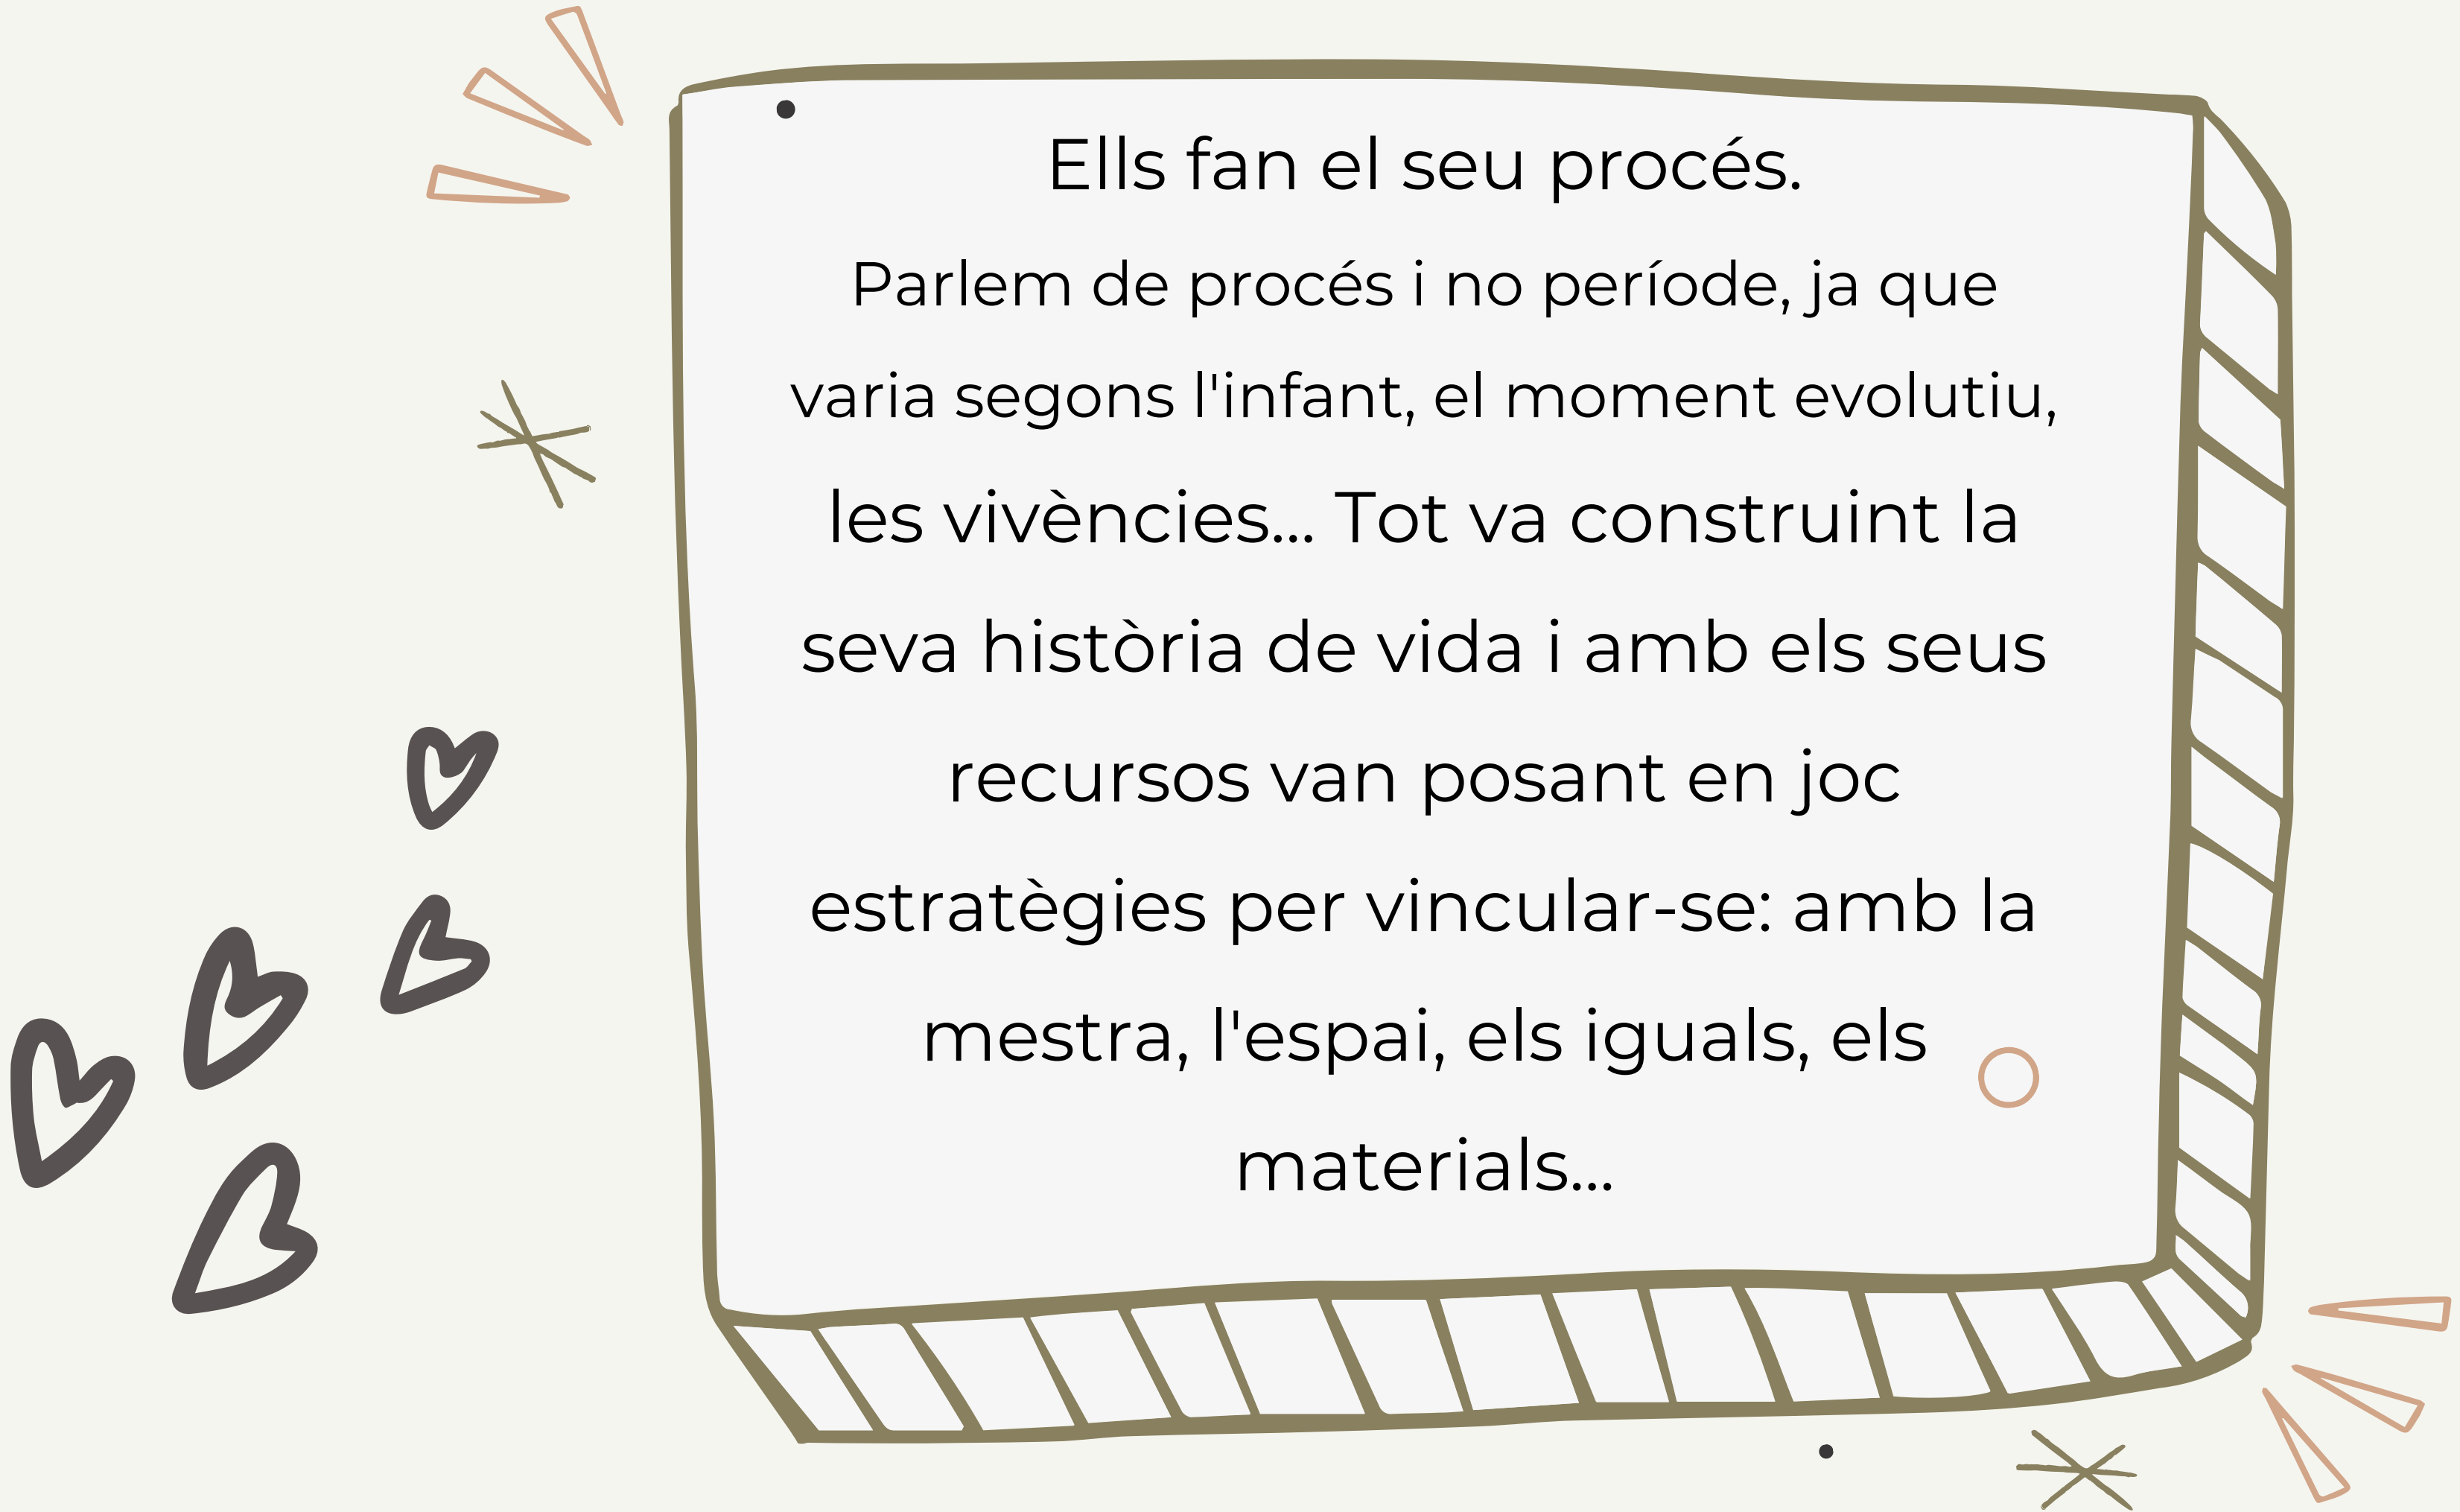 Ells fan el seu procés.
Parlem de procés i no període, ja que
varia segons l'infant, el moment evolutiu,
les vivències... Tot va construint la
seva història de vida i amb els seus
recursos van posant en joc
estratègies per vincular-se: amb la
mestra, l'espai, els iguals, els
materials...